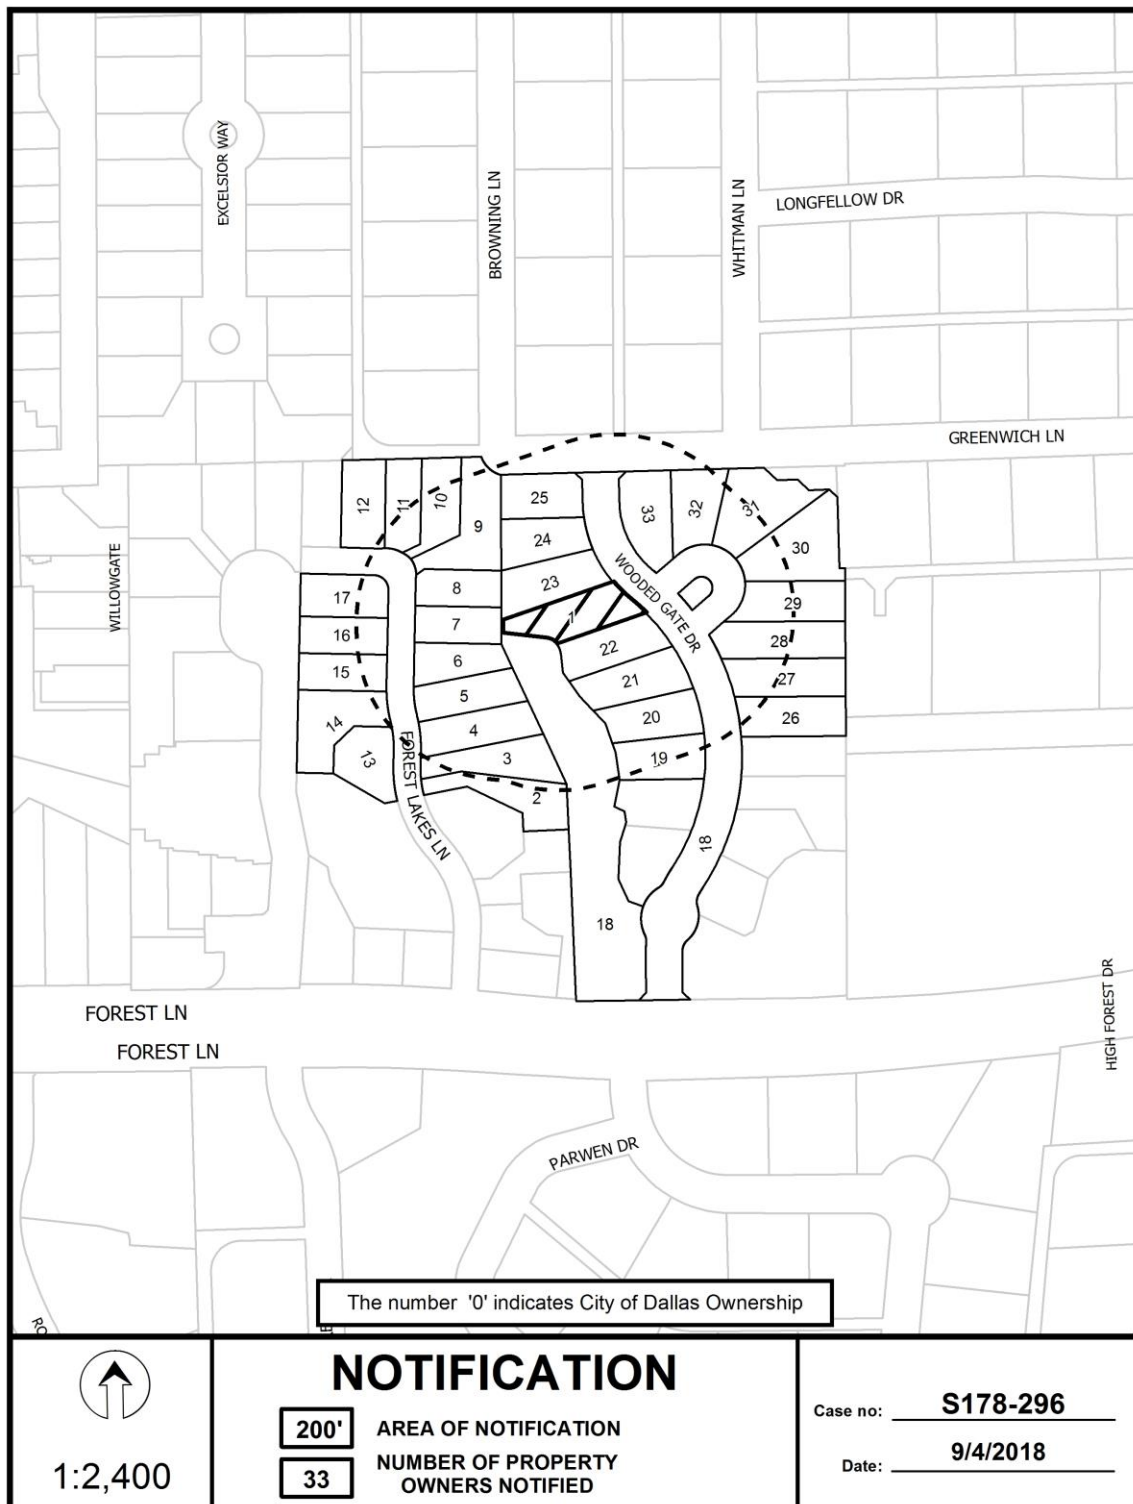 EXCELSIOR WAY
BROWNING LN
WHITMAN LN
LONGFELLOW DR
GREENWICH LN
WILLOWGATE
12
11
10
9
25
24
23
33
32
31
30
WOODED GATE DR
17
16
15
14
13
8
7
6
5
4
3
2
1
22
21
20
19
29
28
27
26
FOREST LAKES LN
18
18
FOREST LN
FOREST LN
HIGH FOREST DR
PARWEN DR
RO
The number '0' indicates City of Dallas Ownership
1:2,400
NOTIFICATION
200' AREA OF NOTIFICATION
33 NUMBER OF PROPERTY
OWNERS NOTIFIED
Case no: S178-296
Date: 9/4/2018